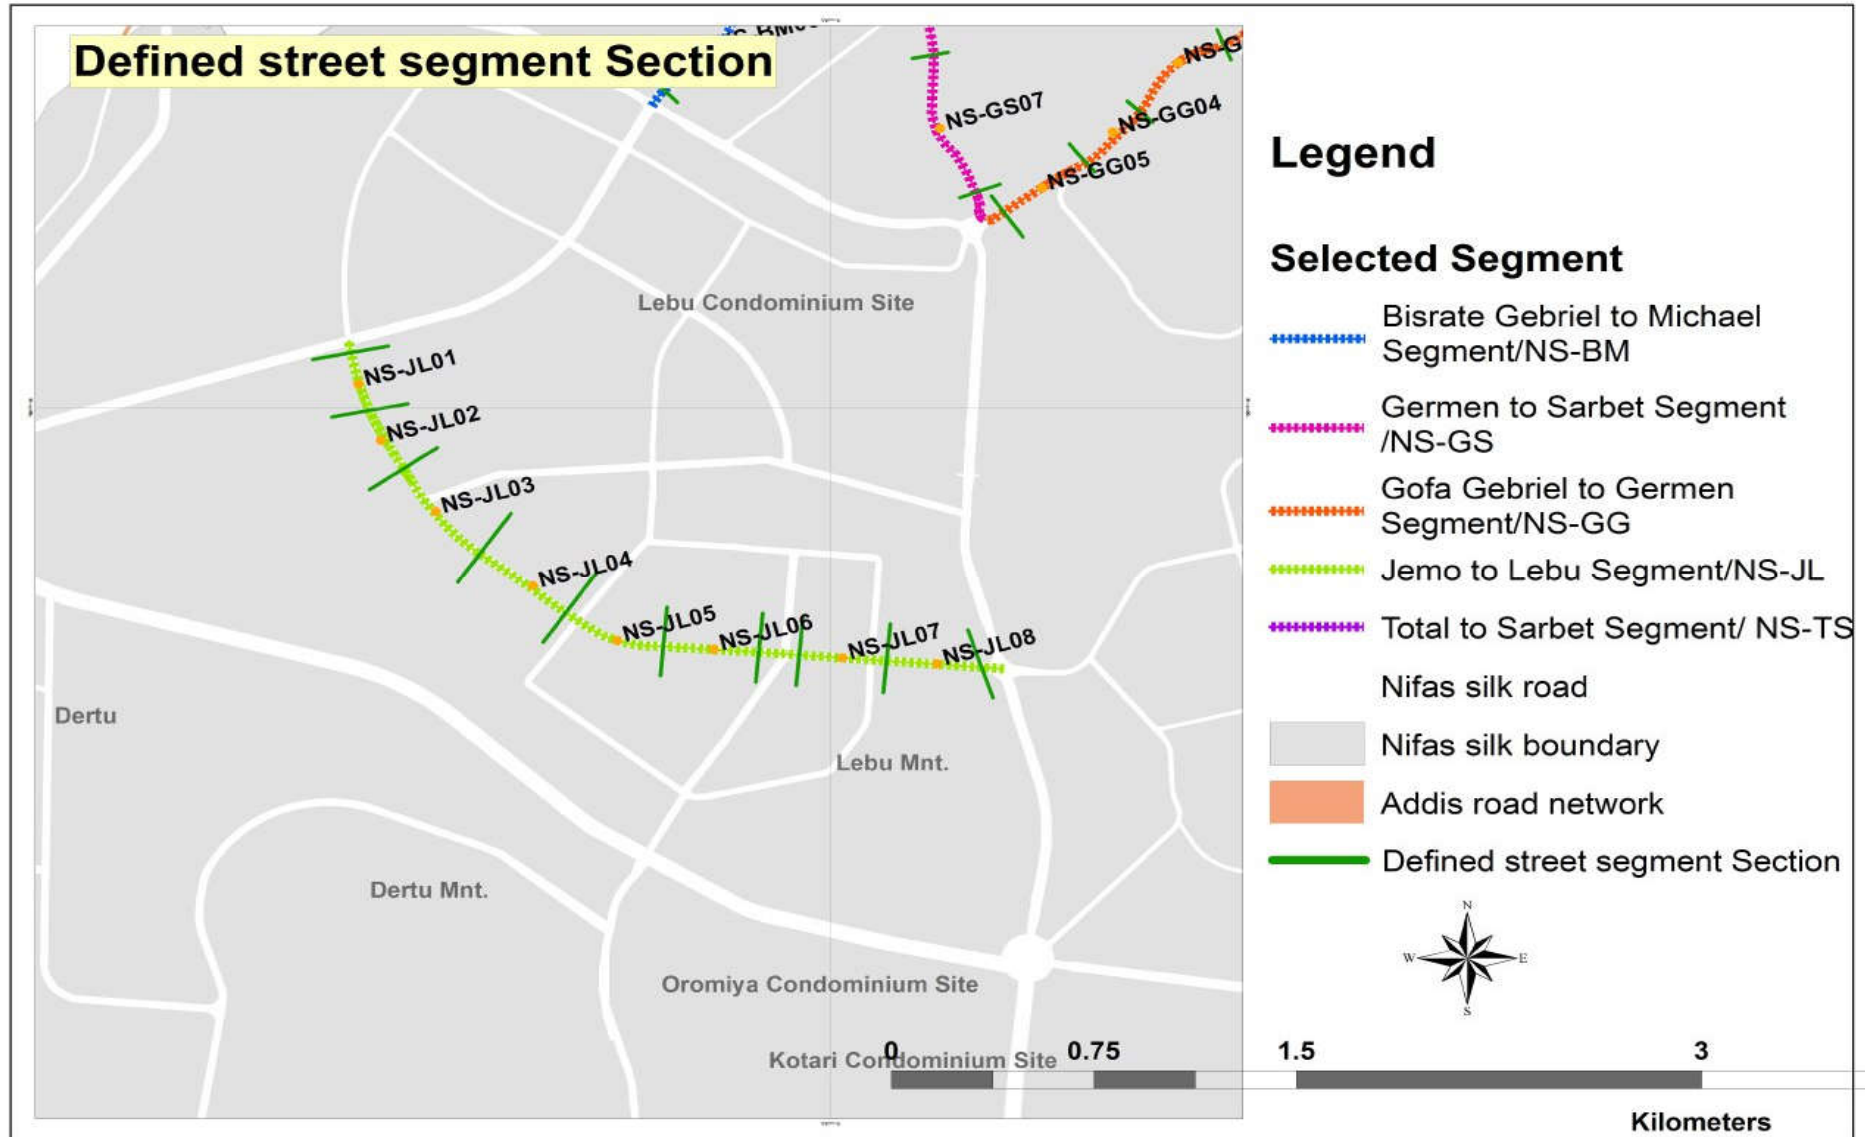 Defined street segment Section
NS-GS07
NS-GG04
NS-GG05
Lebu Condominium Site
NS-JL01
NS-JL02
NS-JL03
NS-JL04
NS-JL05
NS-JL06
NS-JL07
NS-JL08
Dertu
Lebu Mnt.
Dertu Mnt.
Oromiya Condominium Site
Kotari Condominium Site
Legend
Selected Segment
Bisrate Gebriel to Michael
Segment/NS-BM
Germen to Sarbet Segment
/NS-GS
Gofa Gebriel to Germen
Segment/NS-GG
Jemo to Lebu Segment/NS-JL
Total to Sarbet Segment/ NS-TS
Nifas silk road
Nifas silk boundary
Addis road network
Defined street segment Section
N
W E
S
0 0.75 1.5 3
Kilometers